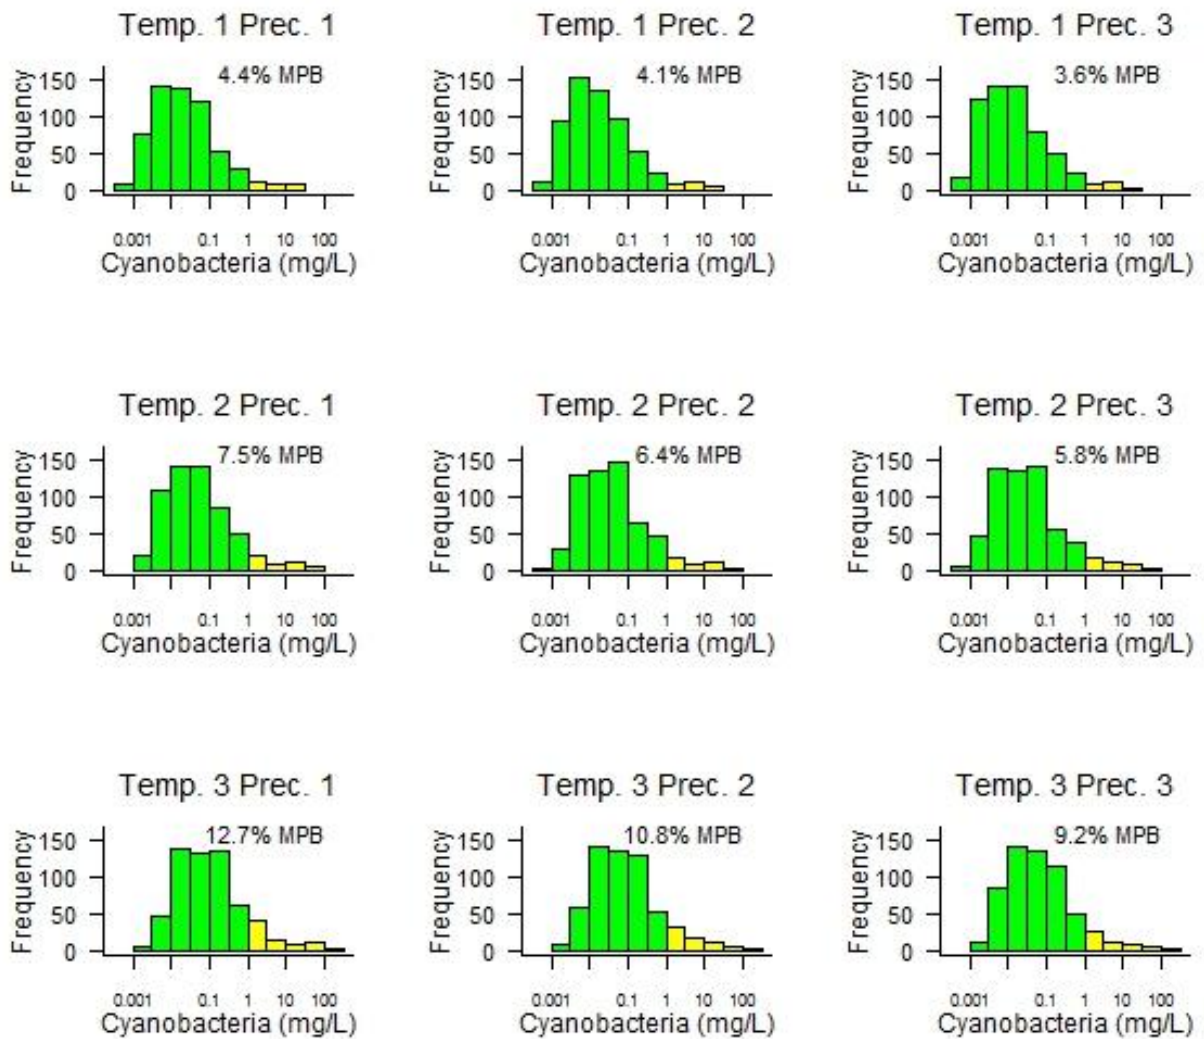 Temp. 1 Prec. 1 Temp. 1 Prec. 2 Temp. 1 Prec. 3
4.4% MPB 4.1% MPB 3.6% MPB
150 150 150
100 100 100
50 50 50
0 0 0
Frequency Frequency Frequency
0.001 0.1 1 10 100 0.001 0.1 1 10 100 0.001 0.1 1 10 100
Cyanobacteria (mg/L) Cyanobacteria (mg/L) Cyanobacteria (mg/L)
Temp. 2 Prec. 1 Temp. 2 Prec. 2 Temp. 2 Prec. 3
7.5% MPB 6.4% MPB 5.8% MPB
150 150 150
100 100 100
50 50 50
0 0 0
Frequency Frequency Frequency
0.001 0.1 1 10 100 0.001 0.1 1 10 100 0.001 0.1 1 10 100
Cyanobacteria (mg/L) Cyanobacteria (mg/L) Cyanobacteria (mg/L)
Temp. 3 Prec. 1 Temp. 3 Prec. 2 Temp. 3 Prec. 3
12.7% MPB 10.8% MPB 9.2% MPB
150 150 150
100 100 100
50 50 50
0 0 0
Frequency Frequency Frequency
0.001 0.1 1 10 100 0.001 0.1 1 10 100 0.001 0.1 1 10 100
Cyanobacteria (mg/L) Cyanobacteria (mg/L) Cyanobacteria (mg/L)